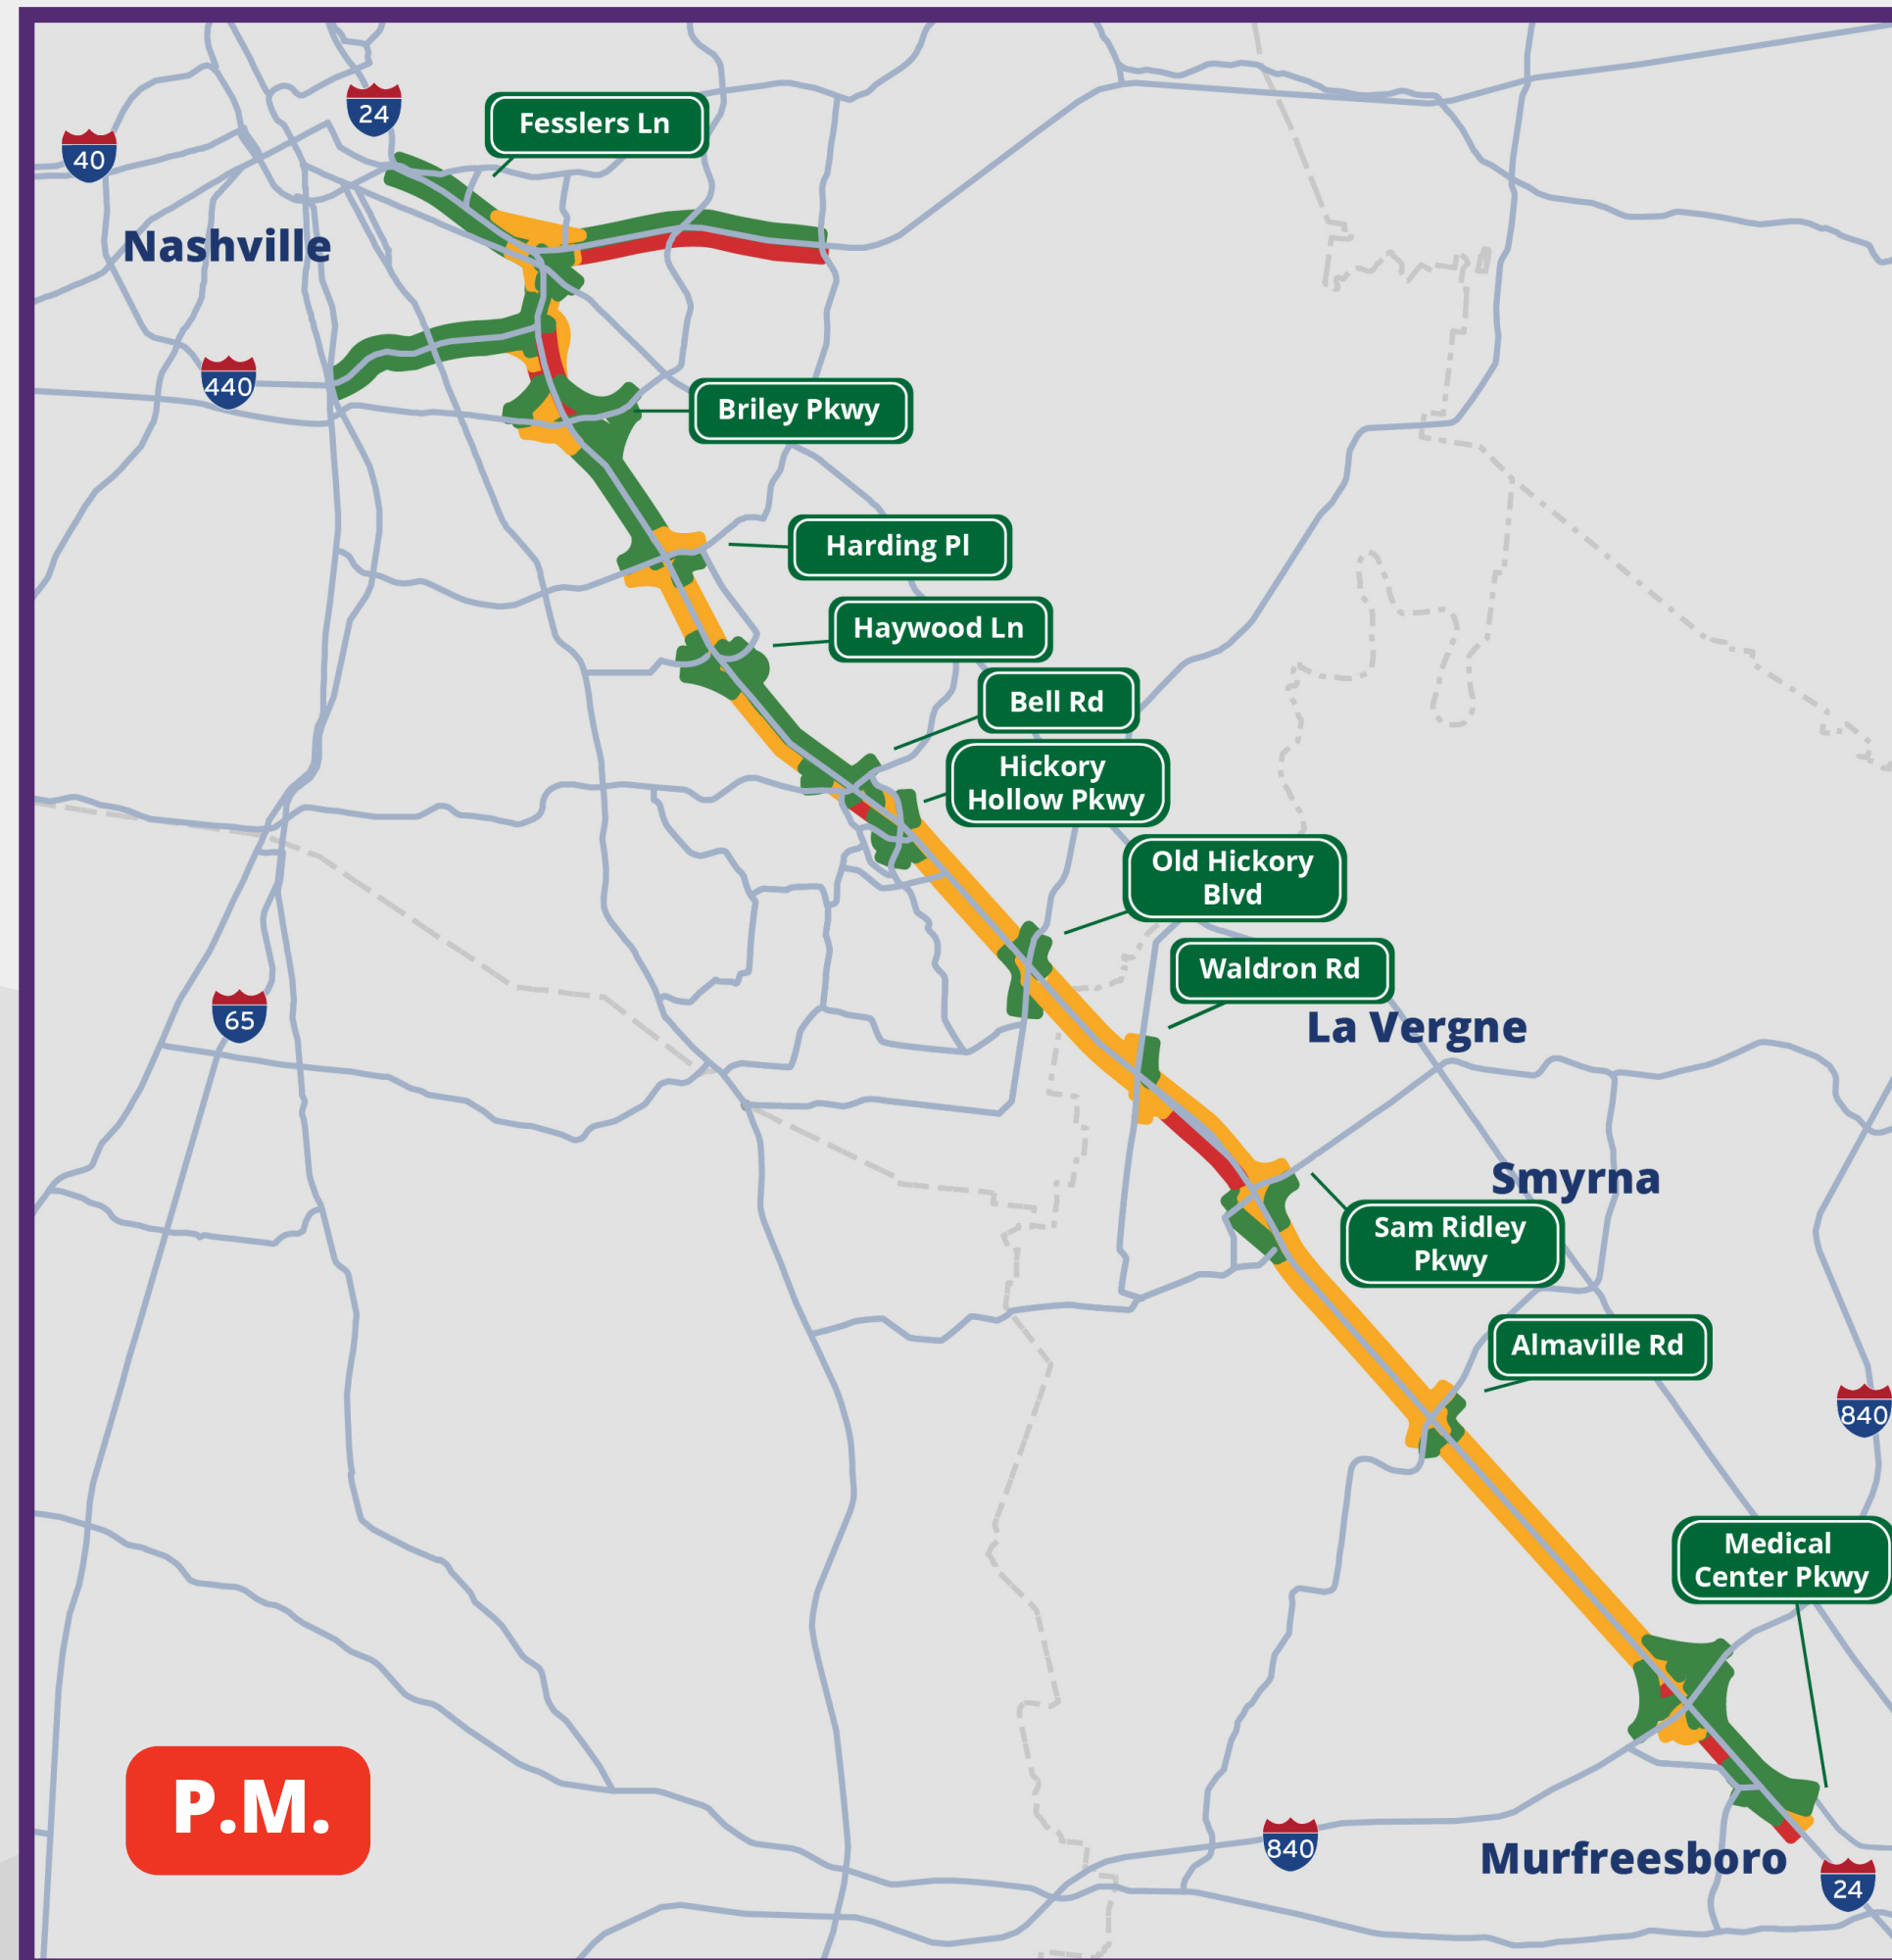 24
Fesslers Ln
40
Nashville
440
Briley Pkwy
Harding Pl
Haywood Ln
Bell Rd
Hickory
Hollow Pkwy
Old Hickory
Blvd
Waldron Rd
65
La Vergne
Smyrna
Sam Ridley
Pkwy
Almaville Rd
840
Medical
Center Pkwy
P.M.
840
Murfreesboro
24